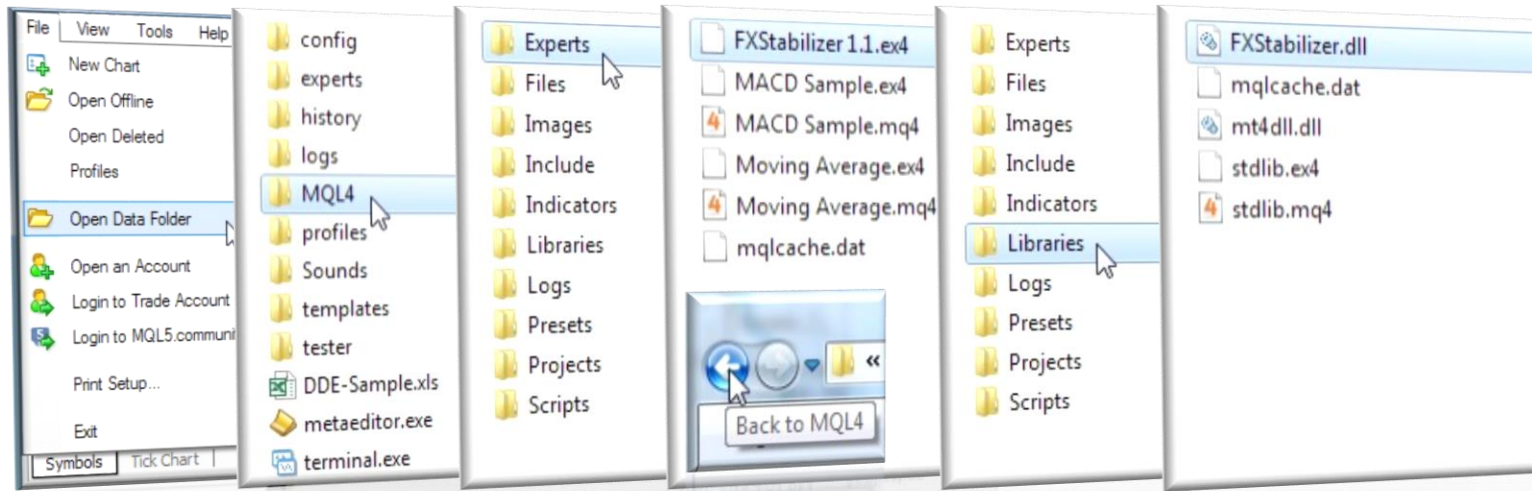 File View Tools Help
New Chart
Open Offline
Open Deleted
Profiles
Open Data Folder
Open an Account
Login to Trade Account
Login to MQL5.communi
Print Setup...
Exit
Symbols Tick Chart
config
experts
history
logs
MQL4
profiles
Sounds
templates
tester
DDE-Sample.xls
metaeditor.exe
terminal.exe
Experts
Files
Images
Include
Indicators
Libraries
Logs
Presets
Projects
Scripts
FXStabilizer 1.1.ex4
MACD Sample.ex4
MACD Sample.mq4
Moving Average.ex4
Moving Average.mq4
mqlcache.dat
«
Back to MQL4
Experts
Files
Images
Include
Indicators
Libraries
Logs
Presets
Projects
Scripts
FXStabilizer.dll
mqlcache.dat
mt4dll.dll
stdlib.ex4
stdlib.mq4